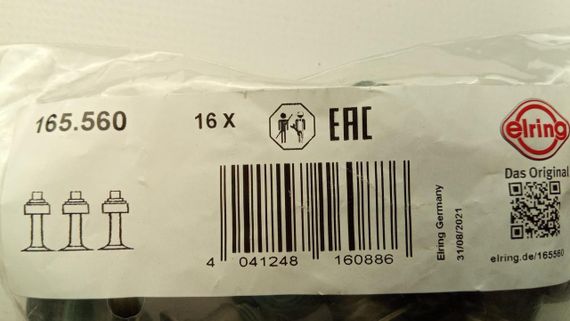 165.560
16 X
EAC
elring
Das Original
4 041248 160886
Elring Germany
31/08/2021
elring.de/165560